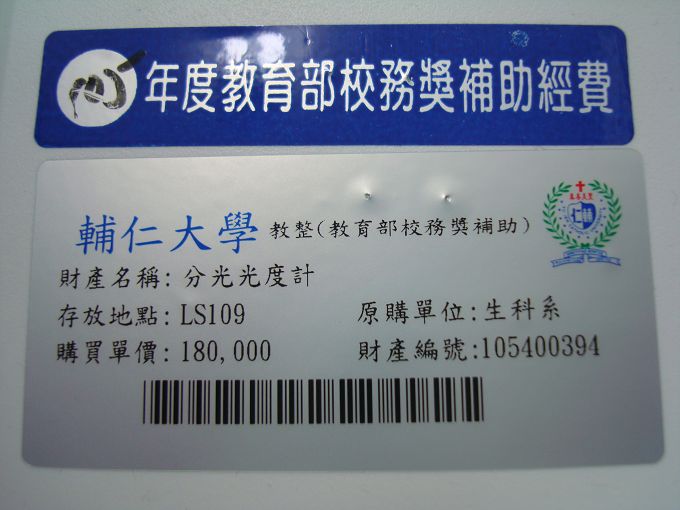 年度教育部校務獎補助經費
輔仁大學 教整(教育部校務獎補助)
財產名稱: 分光光度計
存放地點: LS109 原購單位: 生科系
購買單價: 180,000 財產編號:105400394